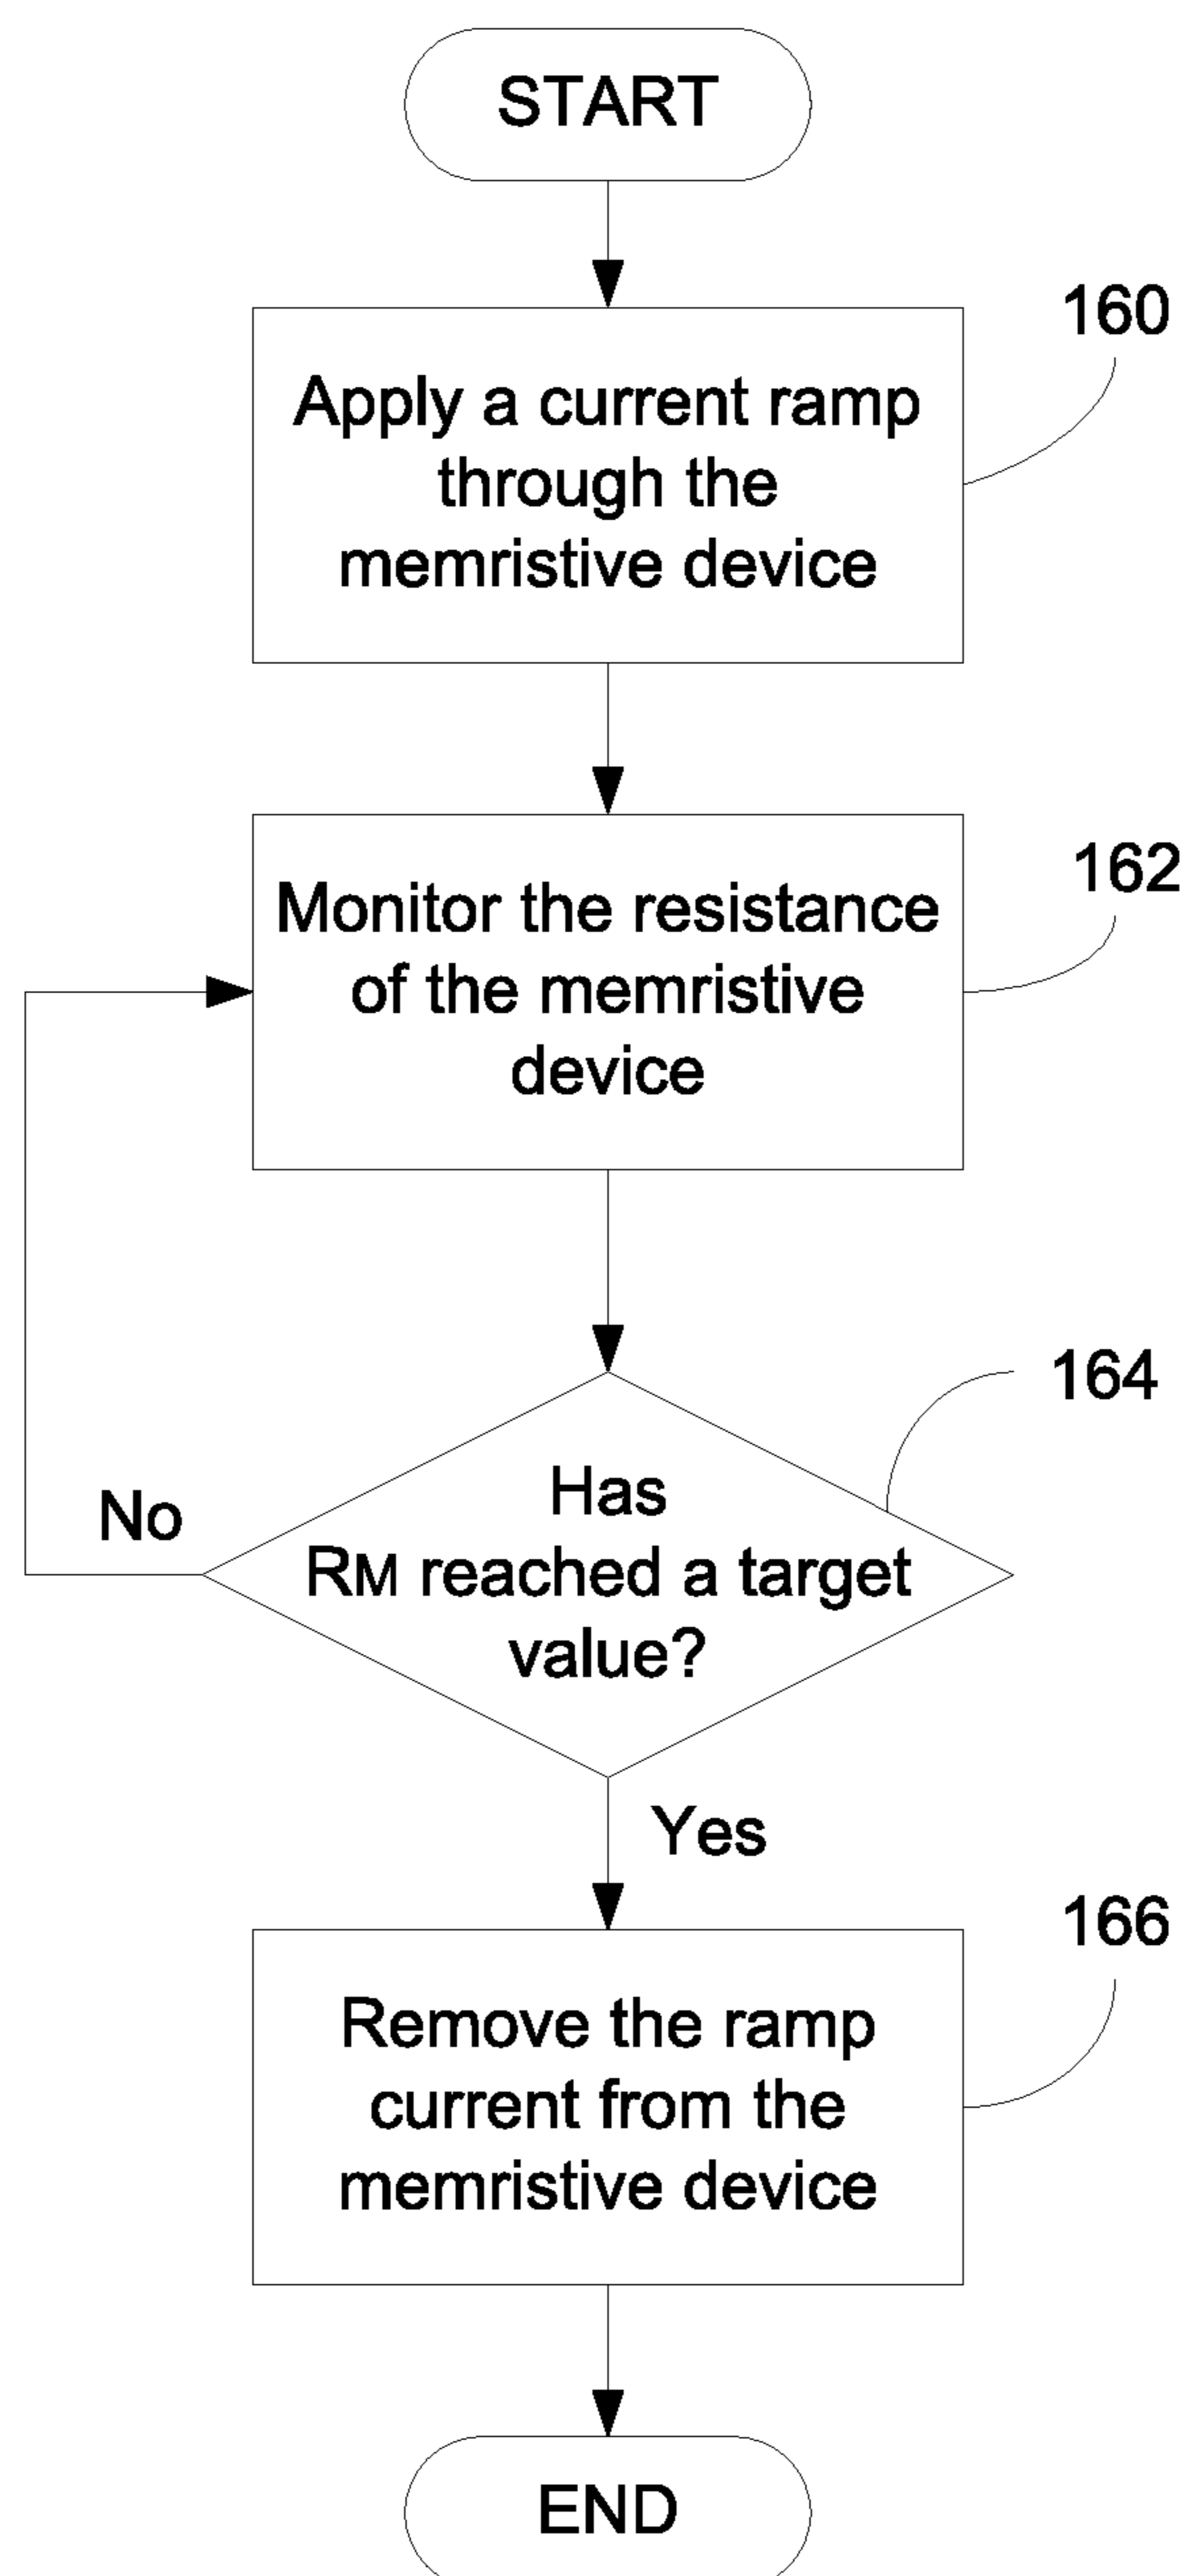 START
160
Apply a current ramp
through the
memristive device
162
Monitor the resistance
of the memristive
device
164
Has
RM reached a target
value?
No
Yes
166
Remove the ramp
current from the
memristive device
END